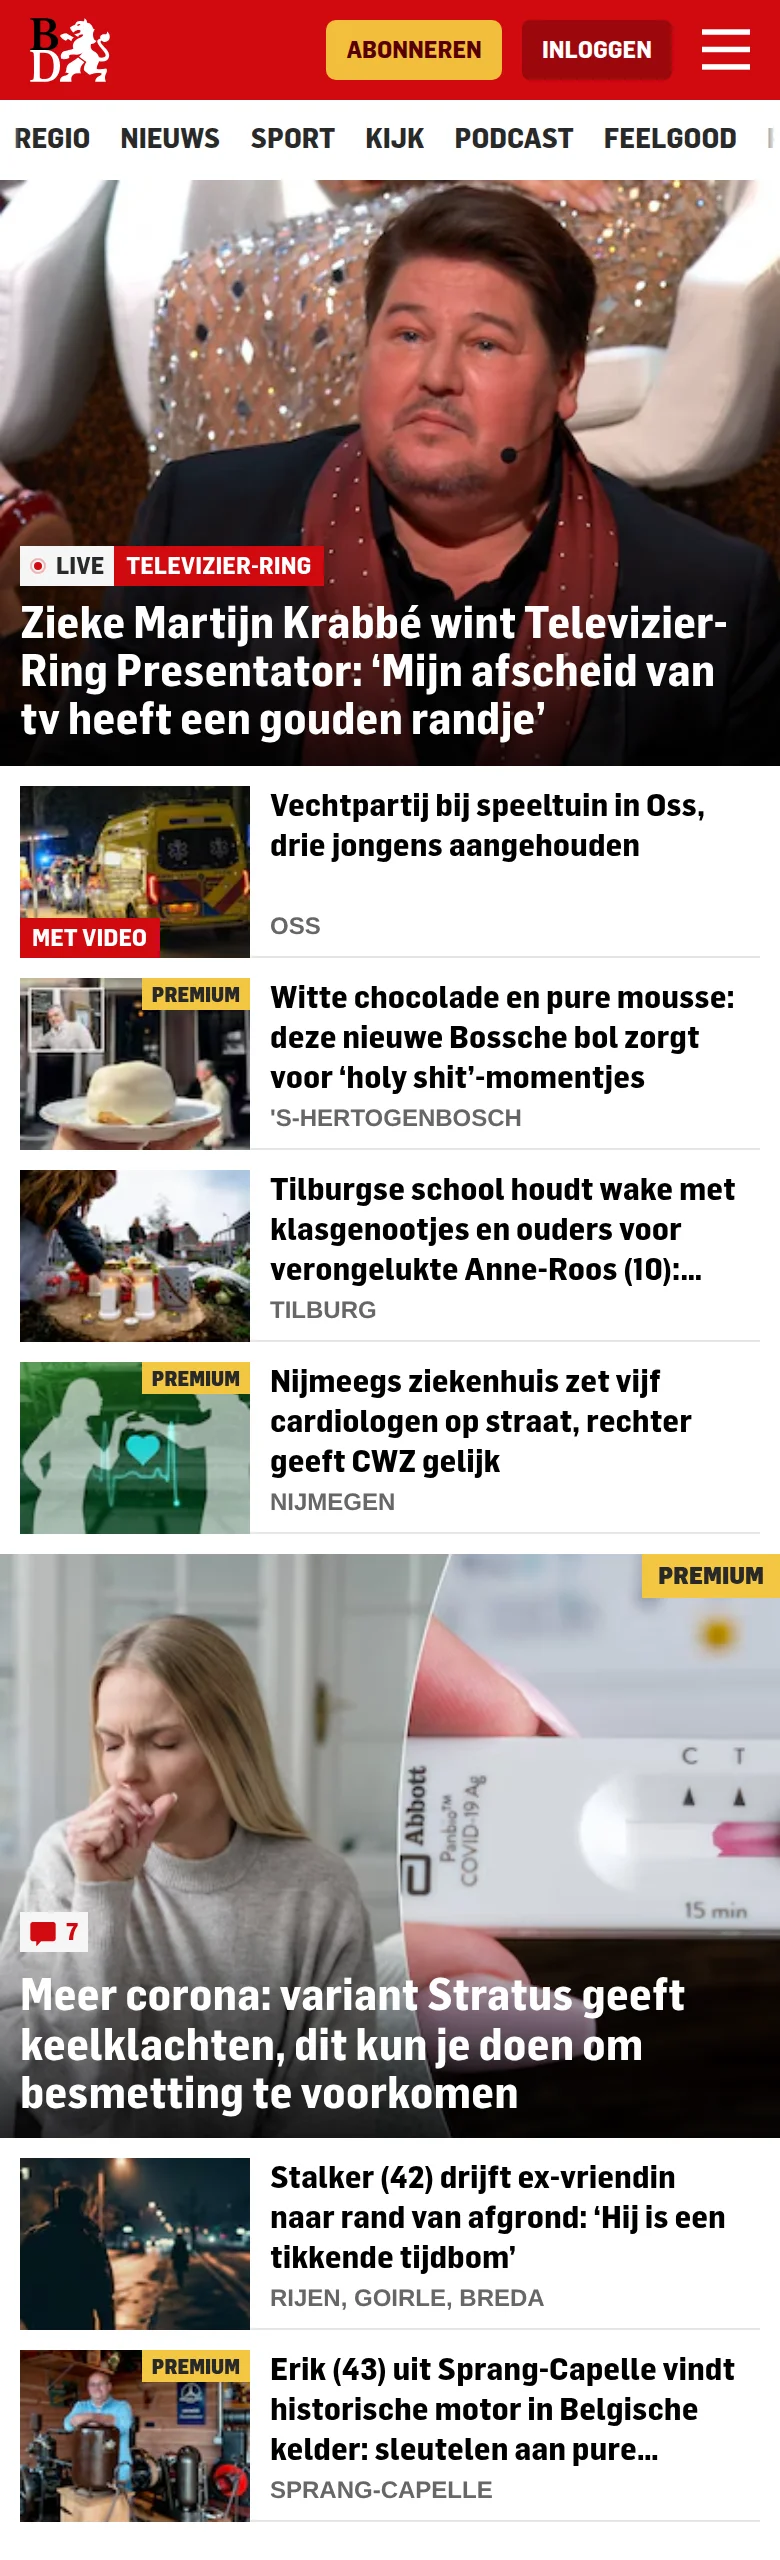 BD
ABONNEREN
INLOGGEN
REGIO NIEUWS SPORT KIJK PODCAST FEELGOOD
LIVE TELEVIZIER-RING
Zieke Martijn Krabbé wint Televizier-
Ring Presentator: ‘Mijn afscheid van
tv heeft een gouden randje’
MET VIDEO
Vechtpartij bij speeltuin in Oss,
drie jongens aangehouden
OSS
PREMIUM
Witte chocolade en pure mousse:
deze nieuwe Bossche bol zorgt
voor ‘holy shit’-momentjes
'S-HERTOGENBOSCH
Tilburgse school houdt wake met
klasgenootjes en ouders voor
verongelukte Anne-Roos (10):...
TILBURG
PREMIUM
Nijmeegs ziekenhuis zet vijf
cardiologen op straat, rechter
geeft CWZ gelijk
NIJMEGEN
PREMIUM
C T
Abbott
Panbio™
COVID-19 Ag
15 min
7
Meer corona: variant Stratus geeft
keelklachten, dit kun je doen om
besmetting te voorkomen
Stalker (42) drijft ex-vriendin
naar rand van afgrond: ‘Hij is een
tikkende tijdbom’
RIJEN, GOIRLE, BREDA
PREMIUM
Erik (43) uit Sprang-Capelle vindt
historische motor in Belgische
kelder: sleutelen aan pure...
SPRANG-CAPELLE